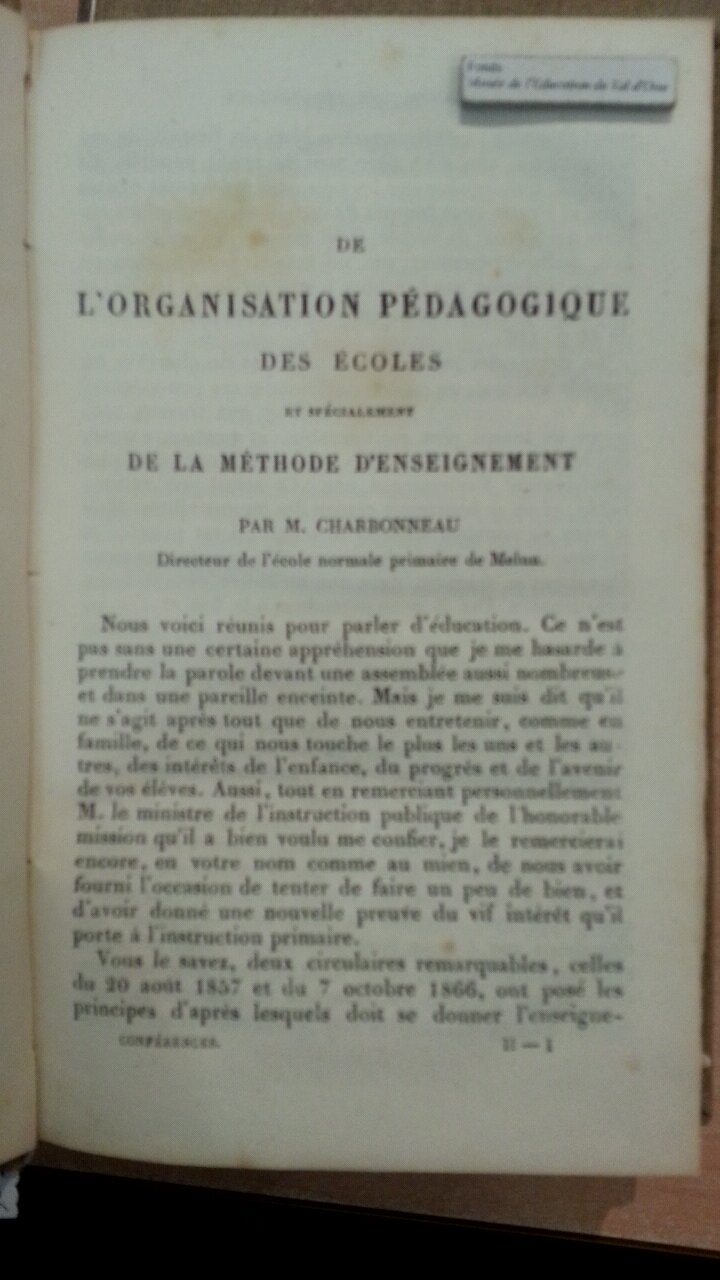 Fonds
Musée de l'Education du Val d'Oise
DE
L'ORGANISATION PÉDAGOGIQUE
DES ÉCOLES
ET SPÉCIALEMENT
DE LA MÉTHODE D'ENSEIGNEMENT
PAR M. CHARBONNEAU
Directeur de l'école normale primaire de Melun.
Nous voici réunis pour parler d'éducation. Ce n'est
pas sans une certaine appréhension que je me hasarde à
prendre la parole devant une assemblée aussi nombreuse
et dans une pareille enceinte. Mais je me suis dit qu'il
ne s'agit après tout que de nous entretenir, comme en
famille, de ce qui nous touche le plus les uns et les au-
tres, des intérêts de l'enfance, du progrès et de l'avenir
de vos élèves. Aussi, tout en remerciant personnellement
M. le ministre de l'instruction publique de l'honorable
mission qu'il a bien voulu me confier, je le remercierai
encore, en votre nom comme au mien, de nous avoir
fourni l'occasion de tenter de faire un peu de bien, et
d'avoir donné une nouvelle preuve du vif intérêt qu'il
porte à l'instruction primaire.
Vous le savez, deux circulaires remarquables, celles
du 20 août 1857 et du 7 octobre 1866, ont posé les
principes d'après lesquels doit se donner l'enseigne-
CONFÉRENCES.
II — 1